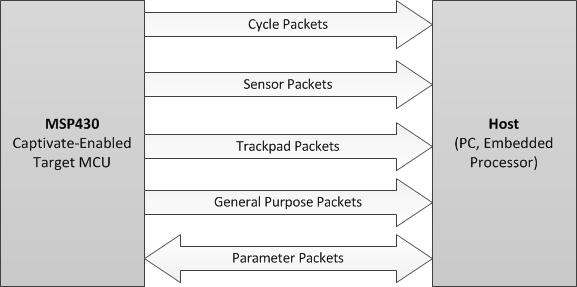 MSP430
Captivate-Enabled
Target MCU
Cycle Packets
Sensor Packets
Trackpad Packets
General Purpose Packets
Parameter Packets
Host
(PC, Embedded
Processor)